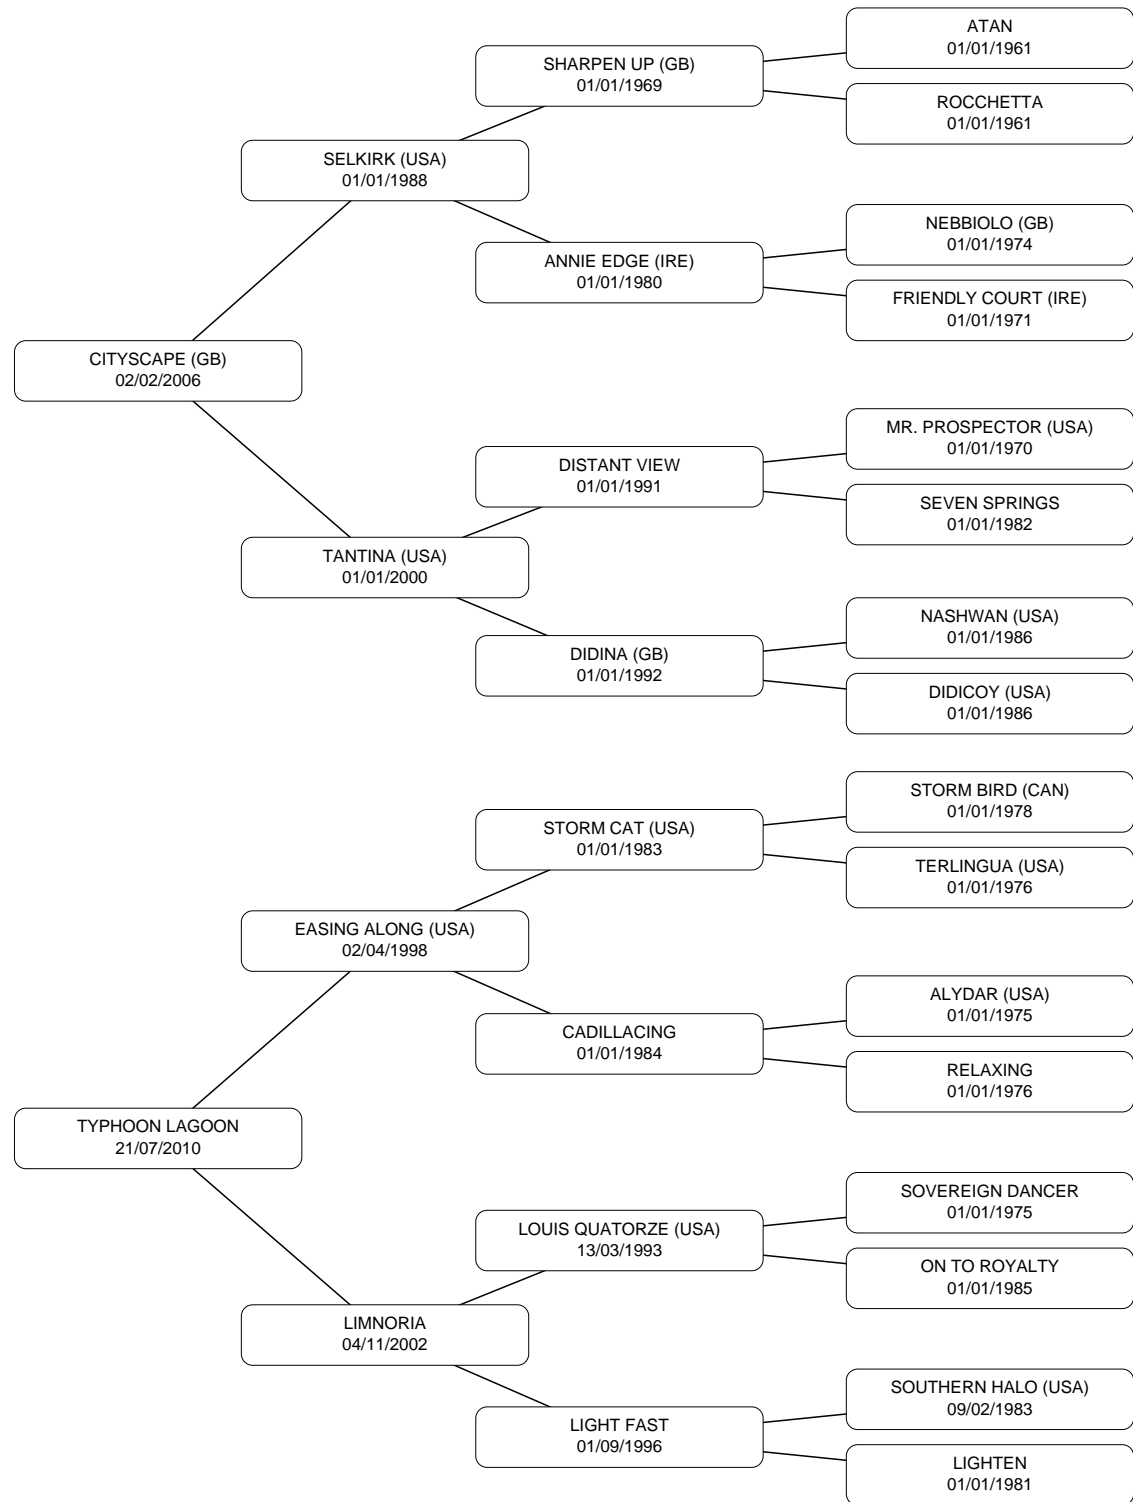 ATAN
01/01/1961
SHARPEN UP (GB)
01/01/1969
ROCCHETTA
01/01/1961
SELKIRK (USA)
01/01/1988
NEBBIOLO (GB)
01/01/1974
ANNIE EDGE (IRE)
01/01/1980
FRIENDLY COURT (IRE)
01/01/1971
CITYSCAPE (GB)
02/02/2006
MR. PROSPECTOR (USA)
01/01/1970
DISTANT VIEW
01/01/1991
SEVEN SPRINGS
01/01/1982
TANTINA (USA)
01/01/2000
NASHWAN (USA)
01/01/1986
DIDINA (GB)
01/01/1992
DIDICOY (USA)
01/01/1986
STORM BIRD (CAN)
01/01/1978
STORM CAT (USA)
01/01/1983
TERLINGUA (USA)
01/01/1976
EASING ALONG (USA)
02/04/1998
ALYDAR (USA)
01/01/1975
CADILLACING
01/01/1984
RELAXING
01/01/1976
TYPHOON LAGOON
21/07/2010
SOVEREIGN DANCER
01/01/1975
LOUIS QUATORZE (USA)
13/03/1993
ON TO ROYALTY
01/01/1985
LIMNORIA
04/11/2002
SOUTHERN HALO (USA)
09/02/1983
LIGHT FAST
01/09/1996
LIGHTEN
01/01/1981